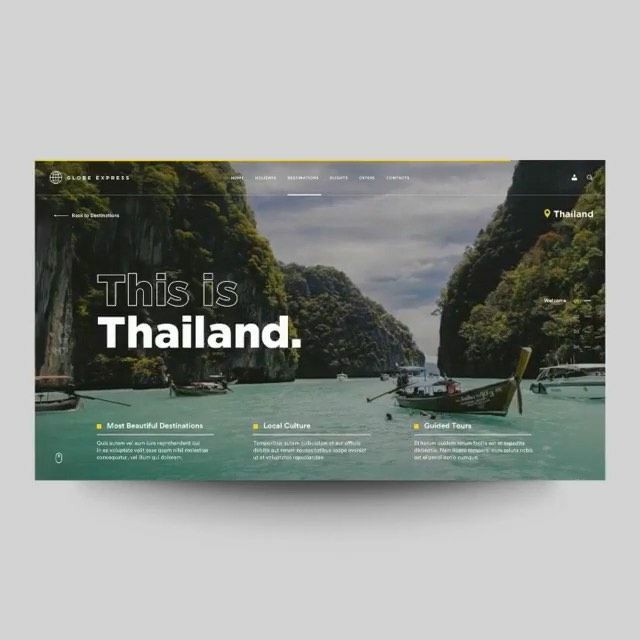 GLOBE EXPRESS
HOME HOLIDAYS DESTINATIONS FLIGHTS OFFERS CONTACTS
Back to Destinations
Thailand
This is
Thailand.
Welcome
Most Beautiful Destinations
Quis autem vel eum iure reprehenderit qui
in ea voluptate velit esse quam nihil molestiae
consequatur, vel illum qui dolorem.
Local Culture
Temporibus autem quibusdam et aut officiis
debitis aut rerum necessitatibus saepe eveniet
ut et voluptates repudiandae.
Guided Tours
Et harum quidem rerum facilis est et expedita
distinctio. Nam libero tempore, cum soluta nobis
est eligendi optio cumque.